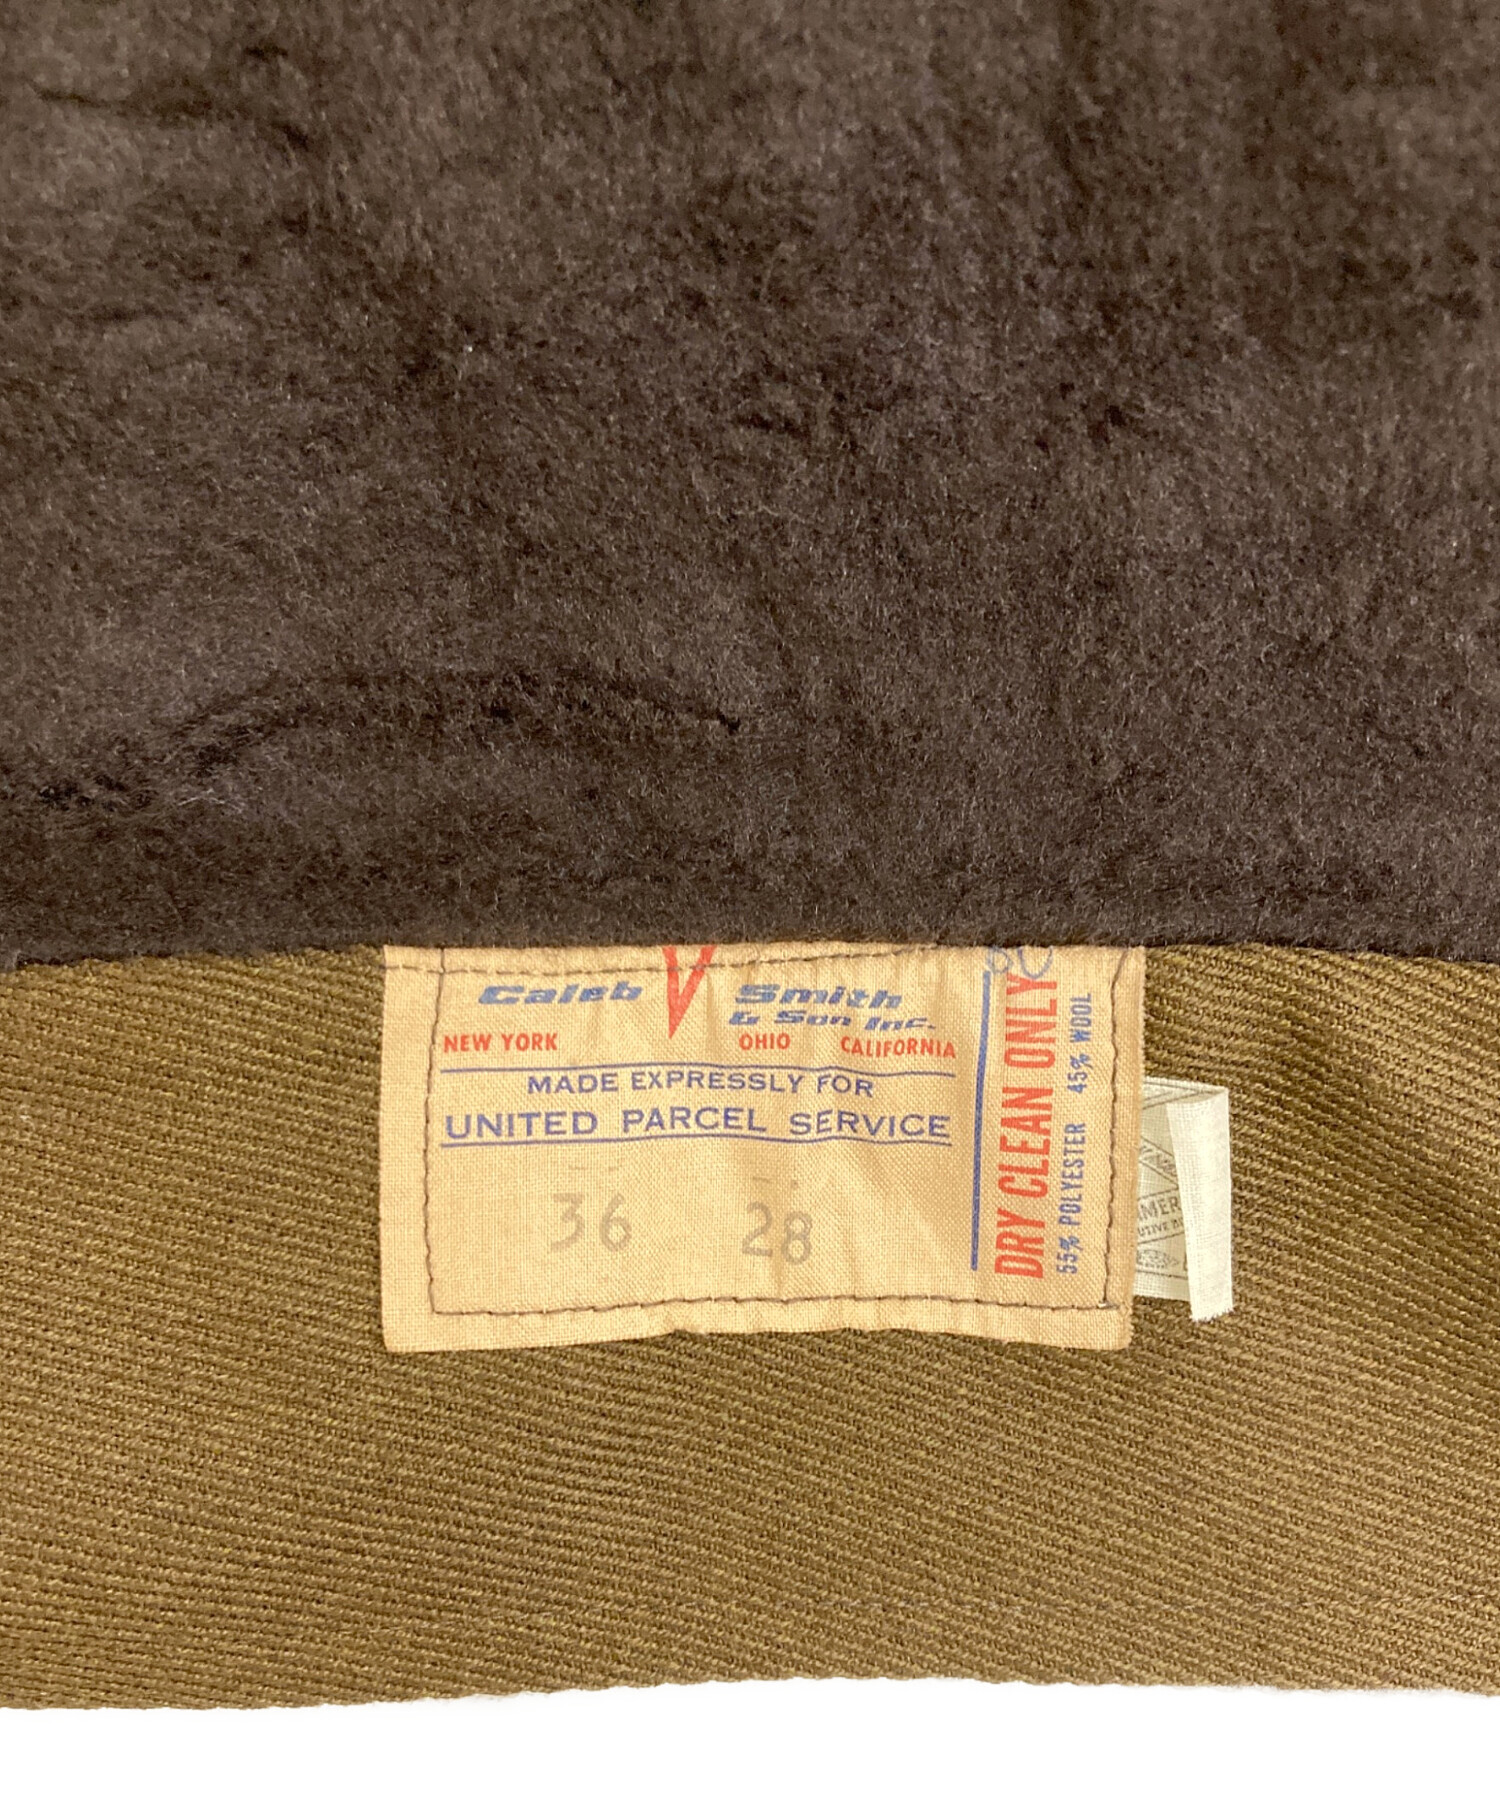 Caleb Smith
& Son Inc.
NEW YORK OHIO CALIFORNIA
MADE EXPRESSLY FOR
UNITED PARCEL SERVICE
36 28
DRY CLEAN ONLY
55% POLYESTER 45% WOOL